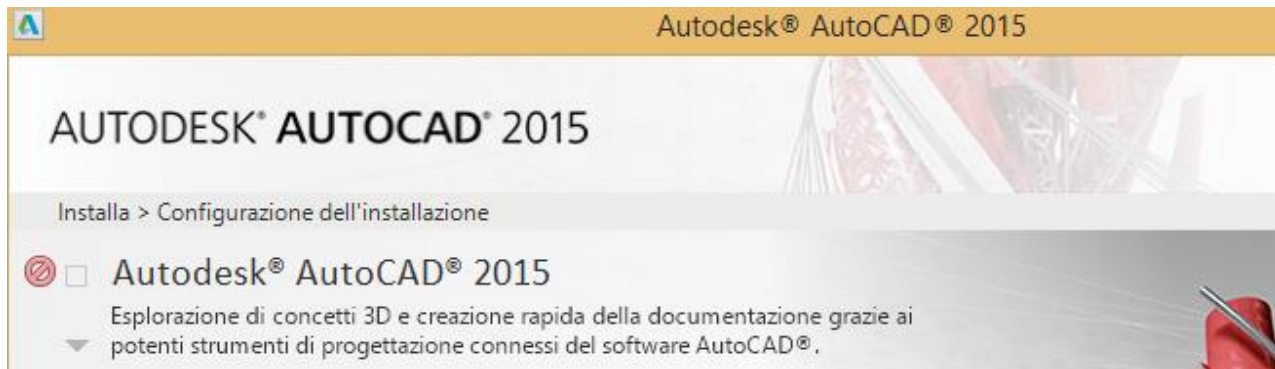 Autodesk® AutoCAD® 2015
AUTODESK® AUTOCAD® 2015
Installa > Configurazione dell'installazione
Autodesk® AutoCAD® 2015
Esplorazione di concetti 3D e creazione rapida della documentazione grazie ai
potenti strumenti di progettazione connessi del software AutoCAD®.